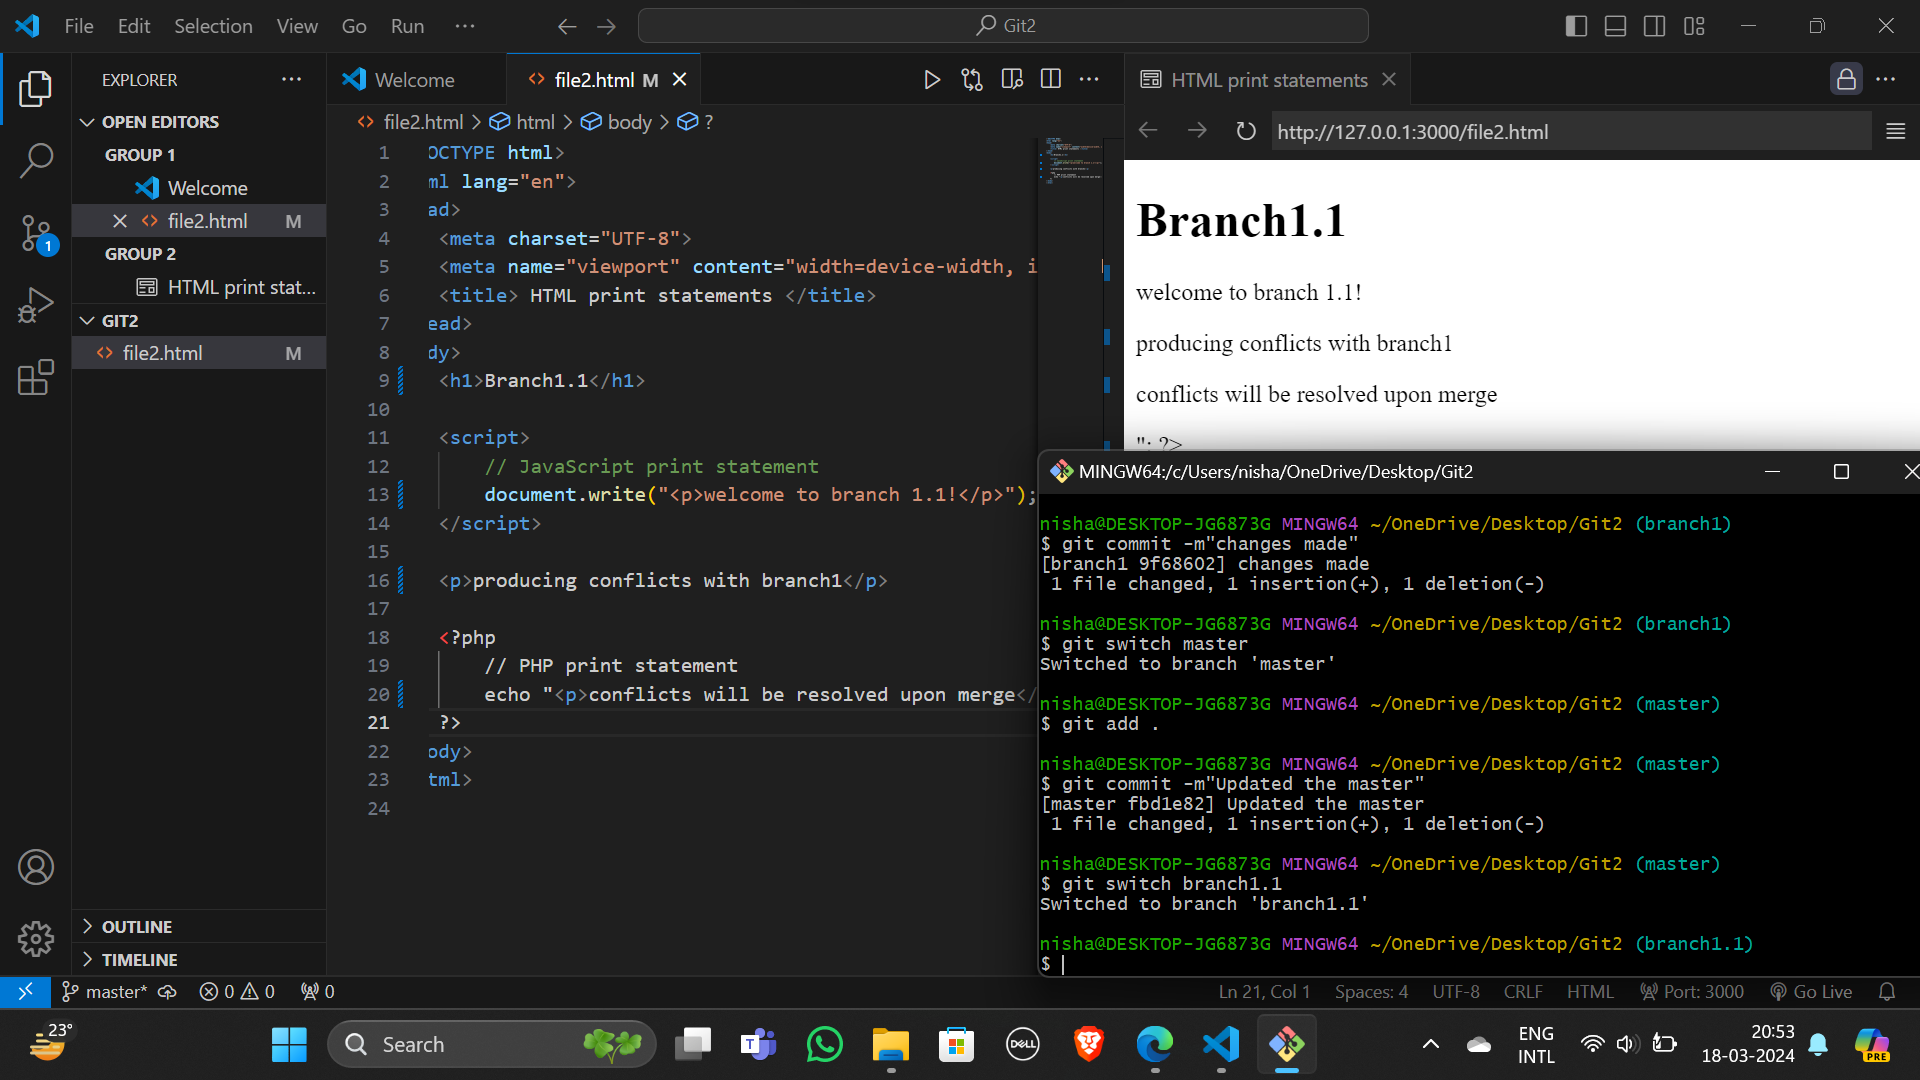 File Edit Selection View Go Run ···
Git2
EXPLORER
OPEN EDITORS
GROUP 1
Welcome
file2.html M
GROUP 2
HTML print stat...
GIT2
file2.html M
OUTLINE
TIMELINE
Welcome
file2.html M
file2.html > html > body > ?
1 OCTYPE html>
2 ml lang="en">
3 ad>
4 <meta charset="UTF-8">
5 <meta name="viewport" content="width=device-width, i
6 <title> HTML print statements </title>
7 ead>
8 dy>
9 <h1>Branch1.1</h1>
10
11 <script>
12 // JavaScript print statement
13 document.write("<p>welcome to branch 1.1!</p>");
14 </script>
15
16 <p>producing conflicts with branch1</p>
17
18 <?php
19 // PHP print statement
20 echo "<p>conflicts will be resolved upon merge</
21 ?>
22 ody>
23 tml>
24
HTML print statements
http://127.0.0.1:3000/file2.html
Branch1.1
welcome to branch 1.1!
producing conflicts with branch1
conflicts will be resolved upon merge
"; ?>
MINGW64:/c/Users/nisha/OneDrive/Desktop/Git2
nisha@DESKTOP-JG6873G MINGW64 ~/OneDrive/Desktop/Git2 (branch1)
$ git commit -m"changes made"
[branch1 9f68602] changes made
1 file changed, 1 insertion(+), 1 deletion(-)
nisha@DESKTOP-JG6873G MINGW64 ~/OneDrive/Desktop/Git2 (branch1)
$ git switch master
Switched to branch 'master'
nisha@DESKTOP-JG6873G MINGW64 ~/OneDrive/Desktop/Git2 (master)
$ git add .
nisha@DESKTOP-JG6873G MINGW64 ~/OneDrive/Desktop/Git2 (master)
$ git commit -m"Updated the master"
[master fbd1e82] Updated the master
1 file changed, 1 insertion(+), 1 deletion(-)
nisha@DESKTOP-JG6873G MINGW64 ~/OneDrive/Desktop/Git2 (master)
$ git switch branch1.1
Switched to branch 'branch1.1'
nisha@DESKTOP-JG6873G MINGW64 ~/OneDrive/Desktop/Git2 (branch1.1)
$
master* 0 0 0
Ln 21, Col 1 Spaces: 4 UTF-8 CRLF HTML Port: 3000 Go Live
23°
Search
DELL
ENG
INTL
20:53
18-03-2024
PRE
1